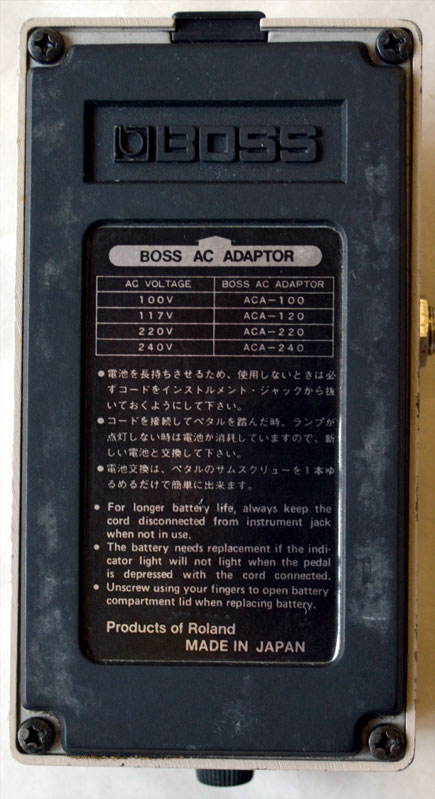 BOSS
BOSS AC ADAPTOR
AC VOLTAGE BOSS AC ADAPTOR
100V ACA-100
117V ACA-120
220V ACA-220
240V ACA-240
●電池を長持ちさせるため、使用しないときは必
ずコードをインストルメント・ジャックから抜
いておくようにして下さい。
●コードを接続してペタルを踏んだ時、ランプが
点灯しない時は電池が消耗していますので、新
しい電池と交換して下さい。
●電池交換は、ペタルのサムスクリューを1本ゆ
るめるだけで簡単に出来ます。
● For longer battery life, always keep the
cord disconnected from instrument jack
when not in use.
● The battery needs replacement if the indi-
cator light will not light when the pedal
is depressed with the cord connected.
● Unscrew using your fingers to open battery
compartment lid when replacing battery.
Products of Roland
MADE IN JAPAN